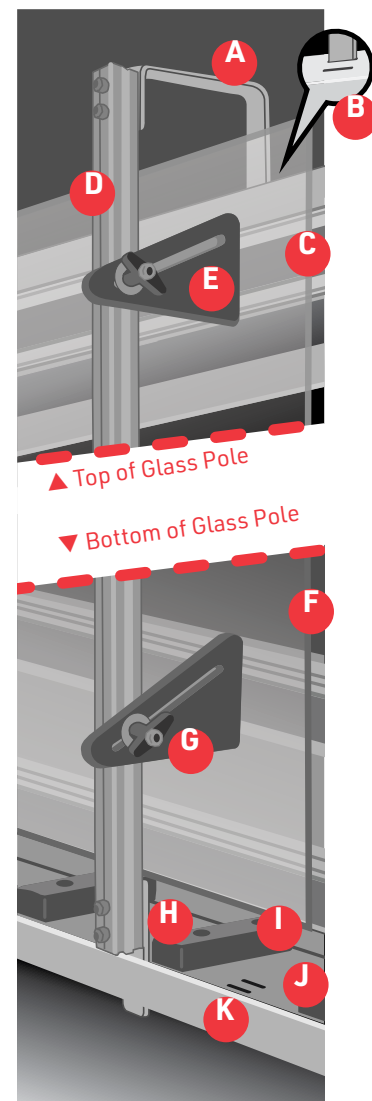 A
B
D
C
E
▲ Top of Glass Pole
▼ Bottom of Glass Pole
F
G
H
I
J
K